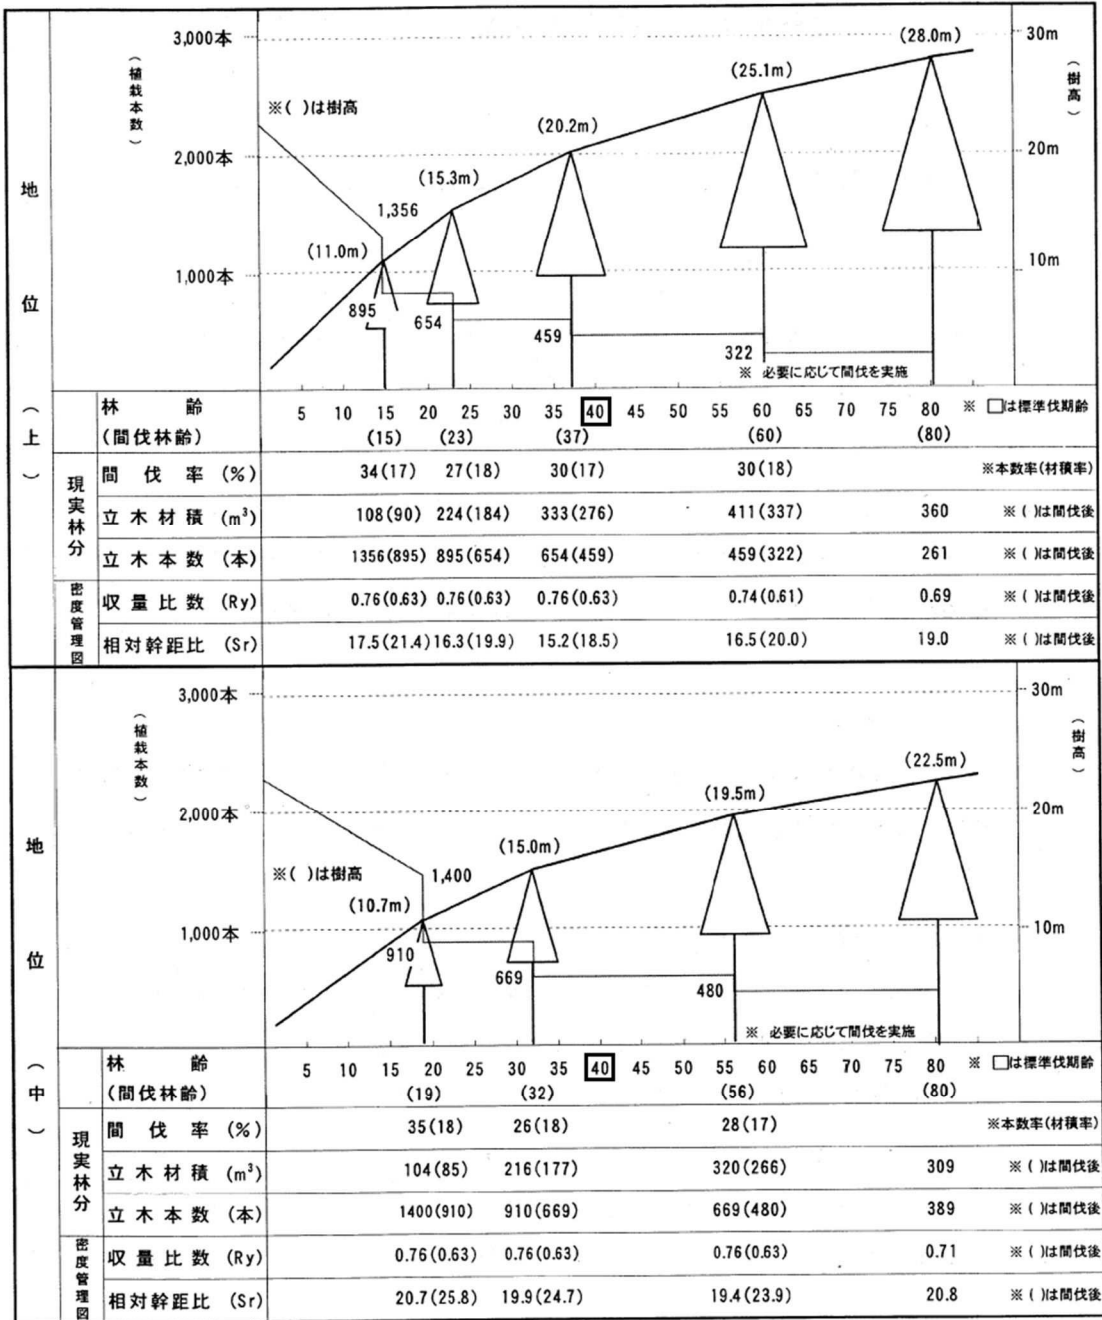 地位（上）
（植栽本数）
3,000本
2,000本
1,000本
※( )は樹高
(11.0m)
(15.3m)
(20.2m)
(25.1m)
(28.0m)
1,356
895
654
459
322
※ 必要に応じて間伐を実施
30m
20m
10m
（樹高）
林齢 5 10 15 20 25 30 35 40 45 50 55 60 65 70 75 80 ※ □は標準伐期齢
(間伐林齢) (15) (23) (37) (60) (80)
現実林分
間伐率(%) 34(17) 27(18) 30(17) 30(18) ※本数率(材積率)
立木材積(m³) 108(90) 224(184) 333(276) 411(337) 360 ※( )は間伐後
立木本数(本) 1356(895) 895(654) 654(459) 459(322) 261 ※( )は間伐後
密度管理図
収量比数(Ry) 0.76(0.63) 0.76(0.63) 0.76(0.63) 0.74(0.61) 0.69 ※( )は間伐後
相対幹距比(Sr) 17.5(21.4) 16.3(19.9) 15.2(18.5) 16.5(20.0) 19.0 ※( )は間伐後
地位（中）
（植栽本数）
3,000本
2,000本
1,000本
※( )は樹高
(10.7m)
(15.0m)
(19.5m)
(22.5m)
1,400
910
669
480
※ 必要に応じて間伐を実施
30m
20m
10m
（樹高）
林齢 5 10 15 20 25 30 35 40 45 50 55 60 65 70 75 80 ※ □は標準伐期齢
(間伐林齢) (19) (32) (56) (80)
現実林分
間伐率(%) 35(18) 26(18) 28(17) ※本数率(材積率)
立木材積(m³) 104(85) 216(177) 320(266) 309 ※( )は間伐後
立木本数(本) 1400(910) 910(669) 669(480) 389 ※( )は間伐後
密度管理図
収量比数(Ry) 0.76(0.63) 0.76(0.63) 0.76(0.63) 0.71 ※( )は間伐後
相対幹距比(Sr) 20.7(25.8) 19.9(24.7) 19.4(23.9) 20.8 ※( )は間伐後